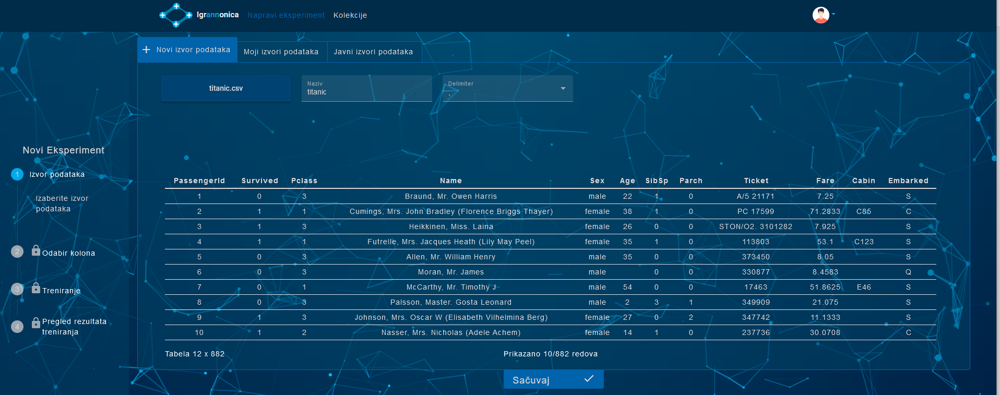 Igrannonica Napravi eksperiment Kolekcije
Novi izvor podataka Moji izvori podataka Javni izvori podataka
titanic.csv
Naziv
titanic
Delimiter
,
Novi Eksperiment
1 Izvor podataka
Izaberite izvor
podataka
2 Odabir kolona
3 Treniranje
4 Pregled rezultata
treniranja
PassengerId Survived Pclass Name Sex Age SibSp Parch Ticket Fare Cabin Embarked
1 0 3 Braund, Mr. Owen Harris male 22 1 0 A/5 21171 7.25 S
2 1 1 Cumings, Mrs. John Bradley (Florence Briggs Thayer) female 38 1 0 PC 17599 71.2833 C85 C
3 1 3 Heikkinen, Miss. Laina female 26 0 0 STON/O2. 3101282 7.925 S
4 1 1 Futrelle, Mrs. Jacques Heath (Lily May Peel) female 35 1 0 113803 53.1 C123 S
5 0 3 Allen, Mr. William Henry male 35 0 0 373450 8.05 S
6 0 3 Moran, Mr. James male 0 0 330877 8.4583 Q
7 0 1 McCarthy, Mr. Timothy J male 54 0 0 17463 51.8625 E46 S
8 0 3 Palsson, Master. Gosta Leonard male 2 3 1 349909 21.075 S
9 1 3 Johnson, Mrs. Oscar W (Elisabeth Vilhelmina Berg) female 27 0 2 347742 11.1333 S
10 1 2 Nasser, Mrs. Nicholas (Adele Achem) female 14 1 0 237736 30.0708 C
Tabela 12 x 882 Prikazano 10/882 redova
Sačuvaj